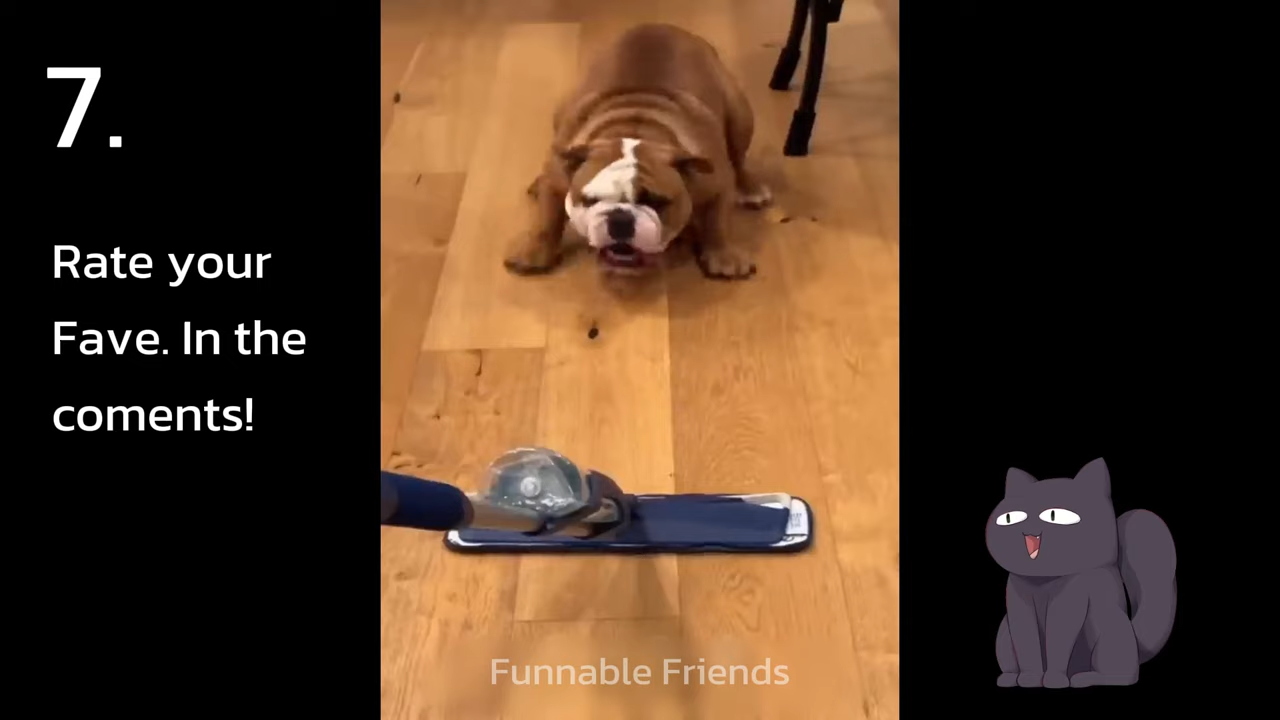 7.
Rate your
Fave. In the
coments!
Funnable Friends